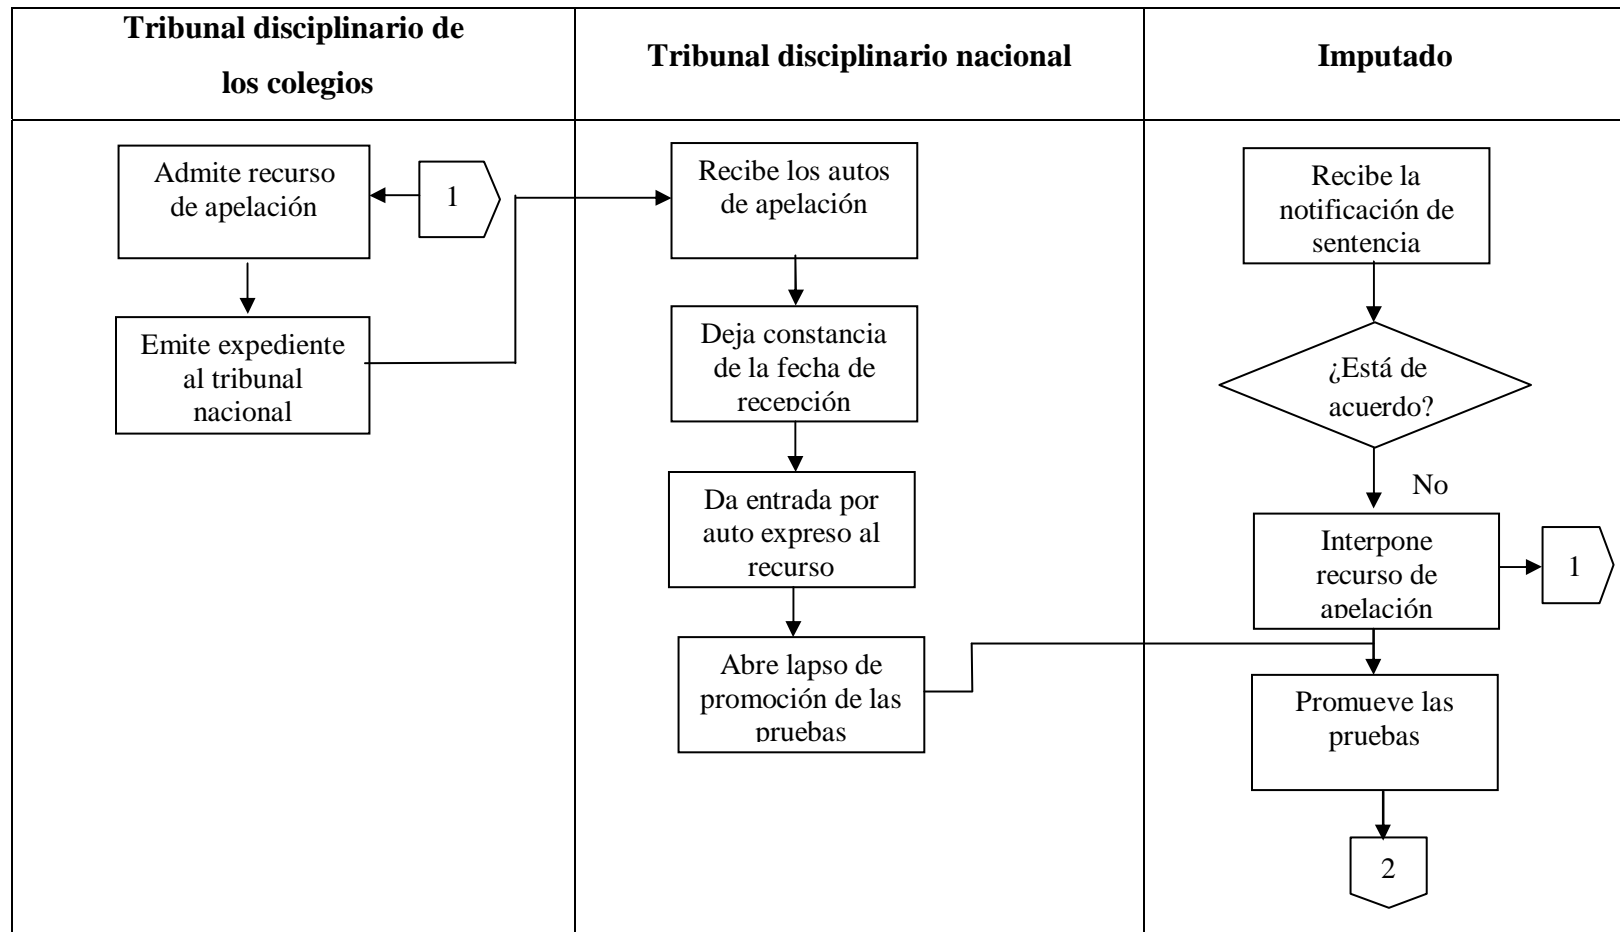 Tribunal disciplinario de
los colegios
Tribunal disciplinario nacional
Imputado
Admite recurso
de apelación
1
Emite expediente
al tribunal
nacional
Recibe los autos
de apelación
Deja constancia
de la fecha de
recepción
Da entrada por
auto expreso al
recurso
Abre lapso de
promoción de las
pruebas
Recibe la
notificación de
sentencia
¿Está de
acuerdo?
No
Interpone
recurso de
apelación
1
Promueve las
pruebas
2